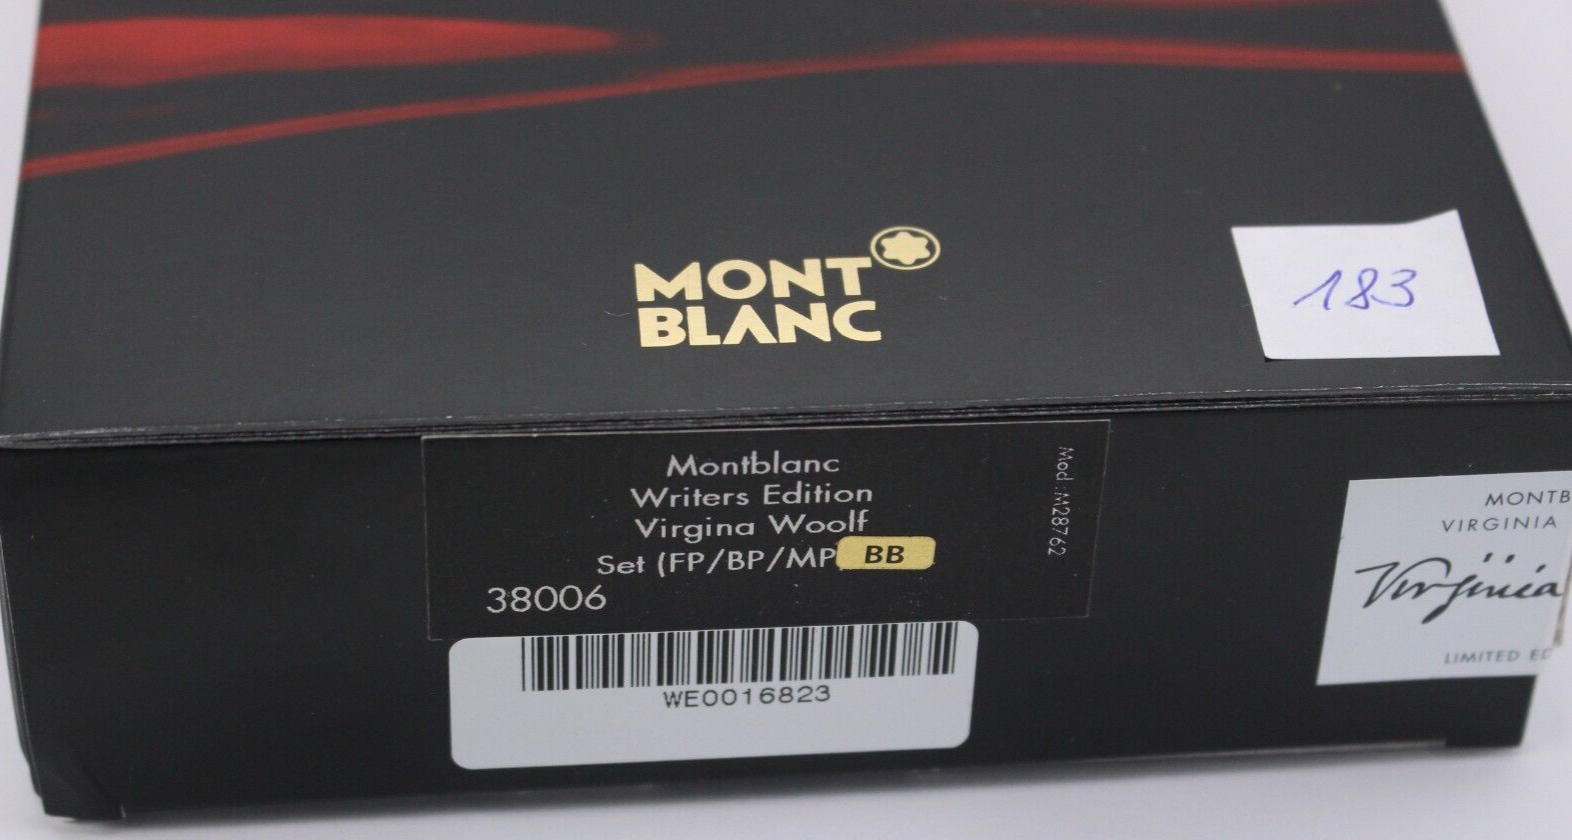 MONT
BLANC
183
Montblanc
Writers Edition
Virgina Woolf
Set (FP/BP/MP BB
38006
Mod.:M28762
WE0016823
MONTB
VIRGINIA
Virginia
LIMITED ED